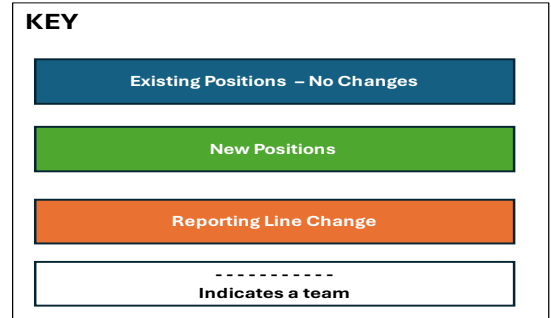 KEY
Existing Positions – No Changes
New Positions
Reporting Line Change
- - - - - - - - - - -
Indicates a team